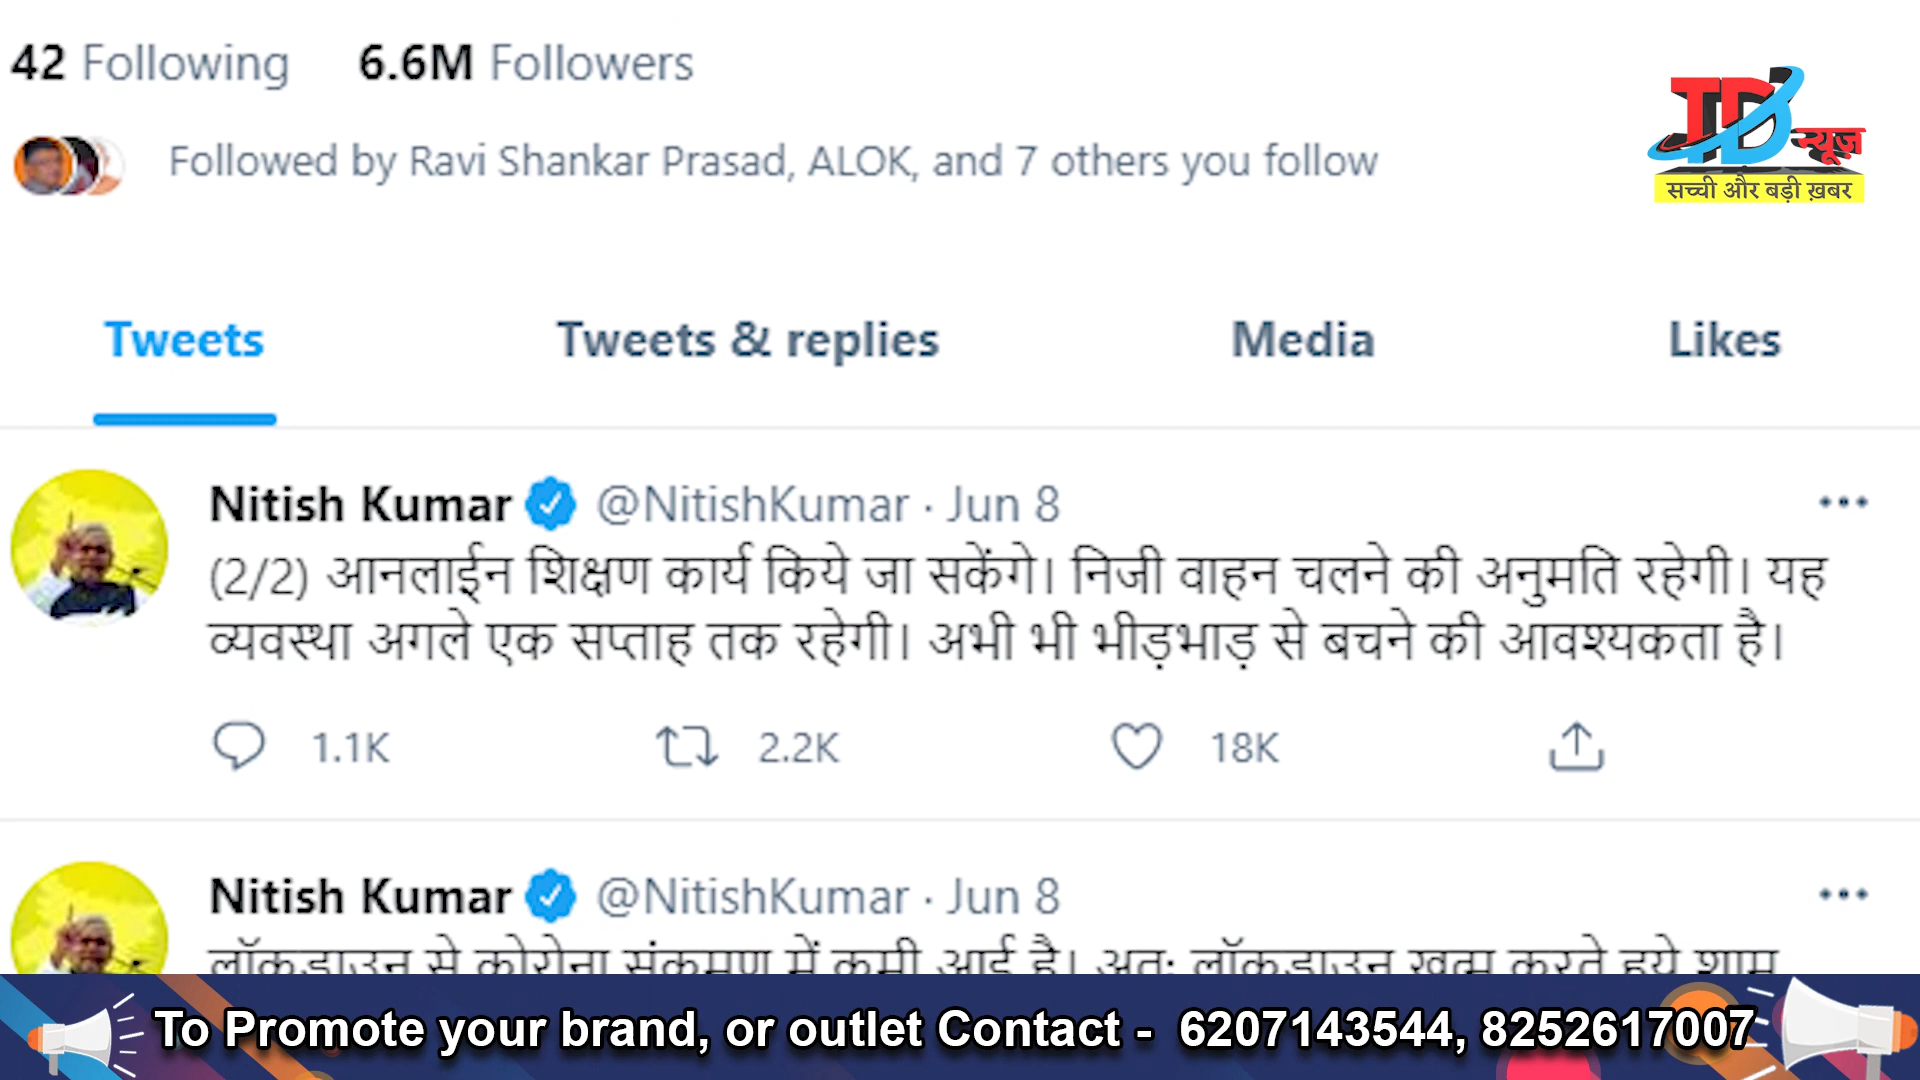 42 Following 6.6M Followers
Followed by Ravi Shankar Prasad, ALOK, and 7 others you follow
TD न्यूज़
सच्ची और बड़ी ख़बर
Tweets Tweets & replies Media Likes
Nitish Kumar @NitishKumar · Jun 8
(2/2) आनलाईन शिक्षण कार्य किये जा सकेंगे। निजी वाहन चलने की अनुमति रहेगी। यह
व्यवस्था अगले एक सप्ताह तक रहेगी। अभी भी भीड़भाड़ से बचने की आवश्यकता है।
1.1K 2.2K 18K
Nitish Kumar @NitishKumar · Jun 8
लॉकडाउन से कोरोना संक्रमण में कमी आई है। अतः लॉकडाउन खत्म करते हुये शाम
To Promote your brand, or outlet Contact - 6207143544, 8252617007